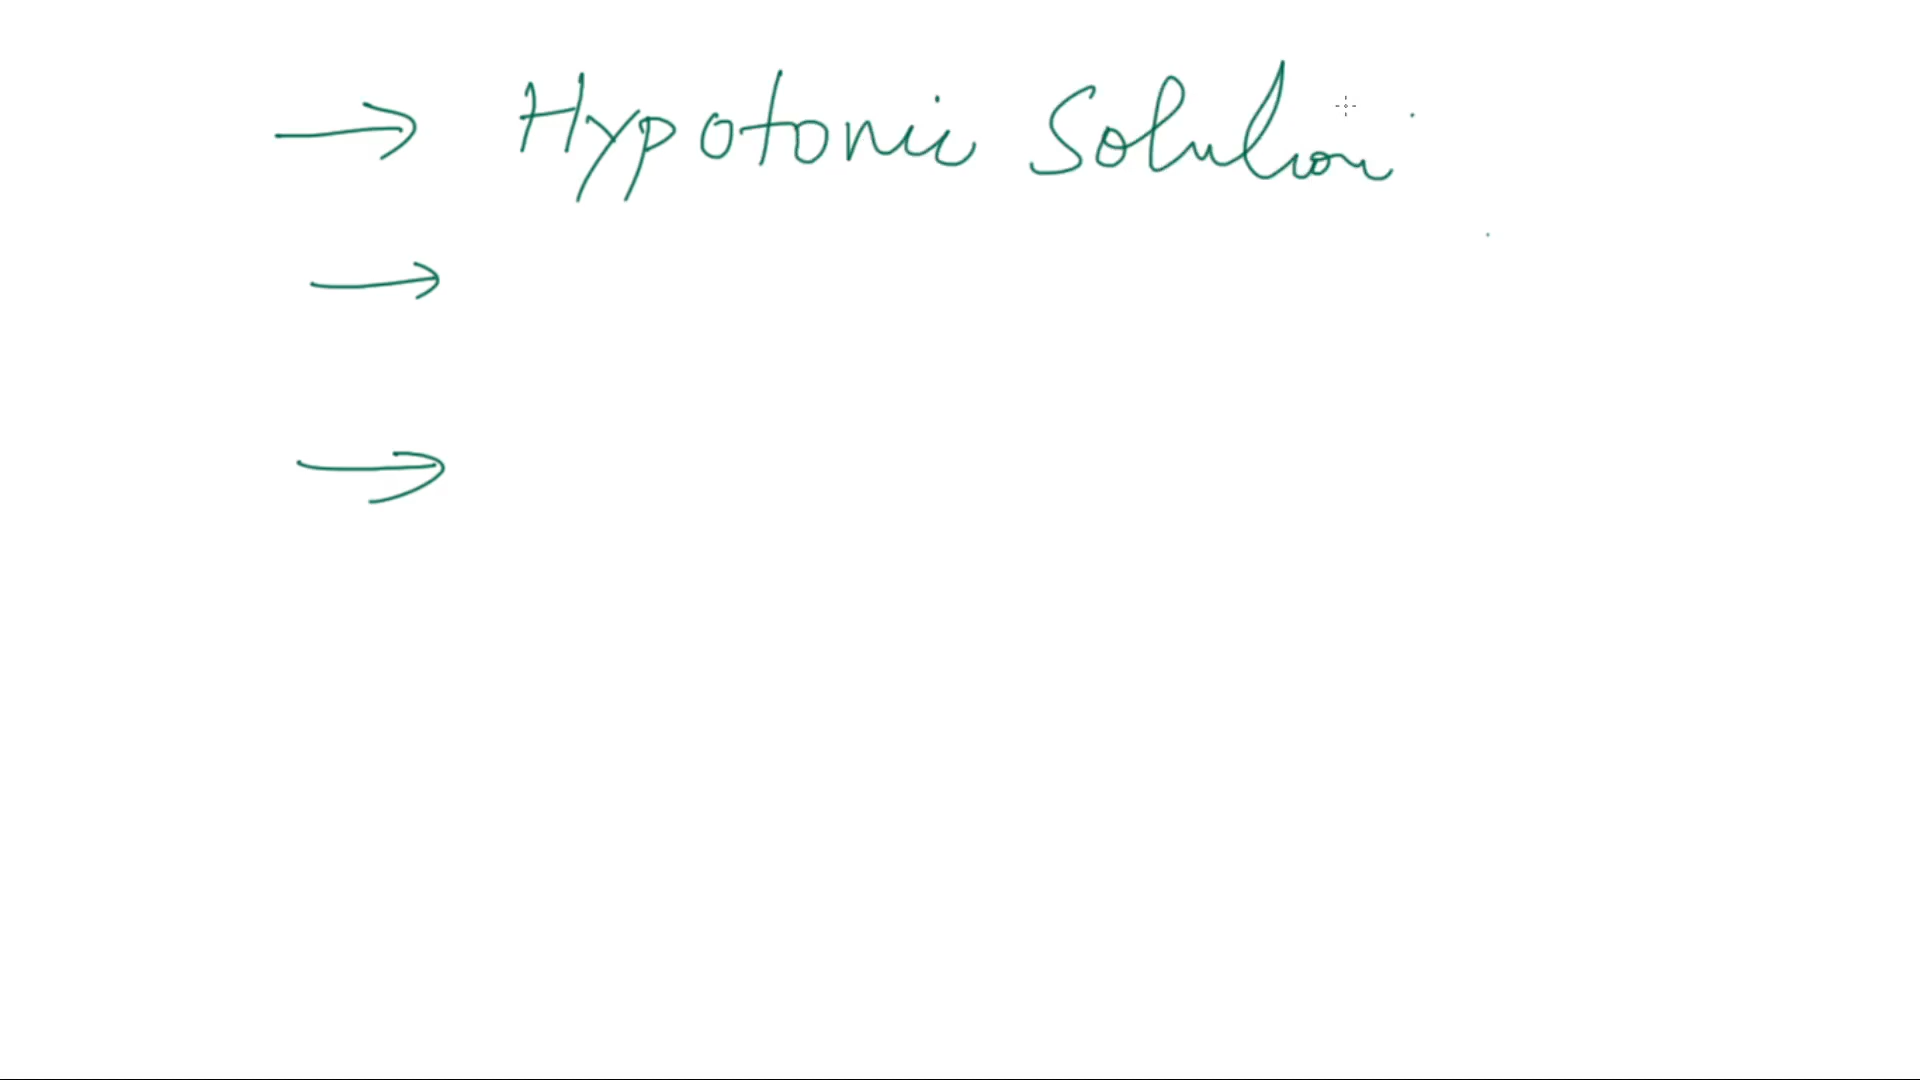 → Hypotonic Solution
→
→